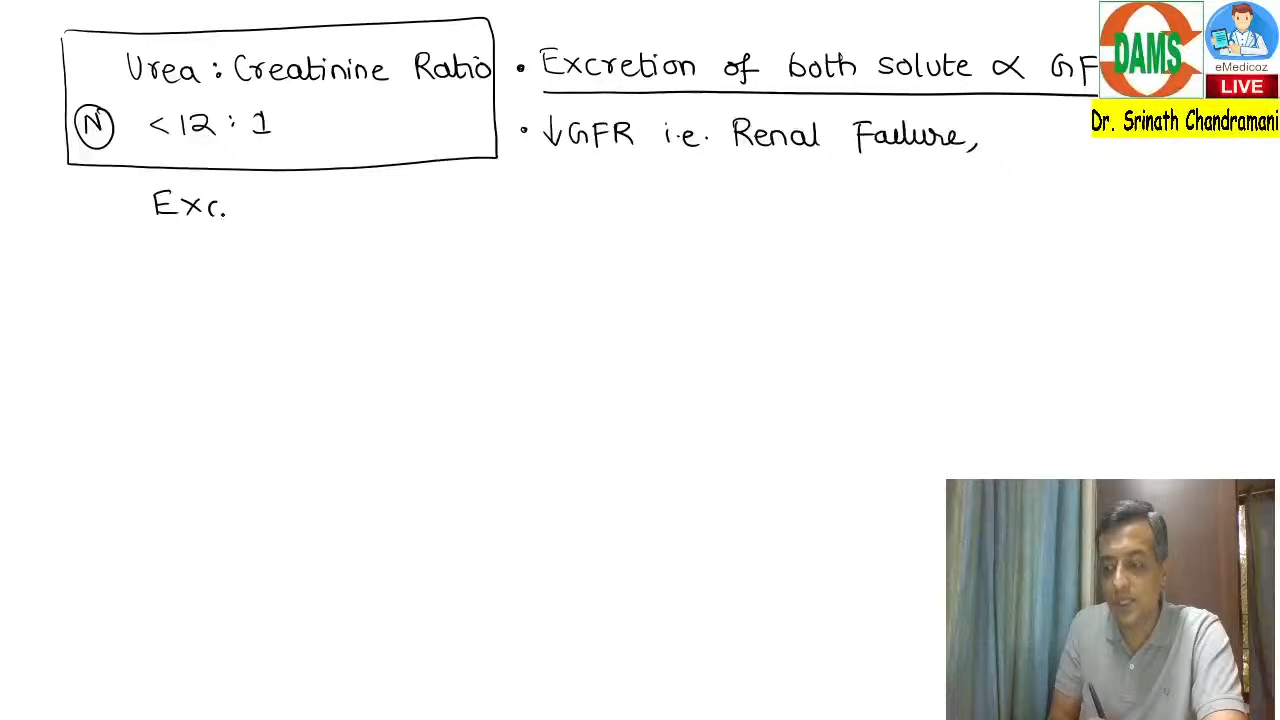 Urea : Creatinine Ratio
N < 12 : 1
Exc.
• Excretion of both solute ∝ GF
• ↓GFR i.e. Renal Failure,
DAMS
eMedicoz
LIVE
Dr. Srinath Chandramani